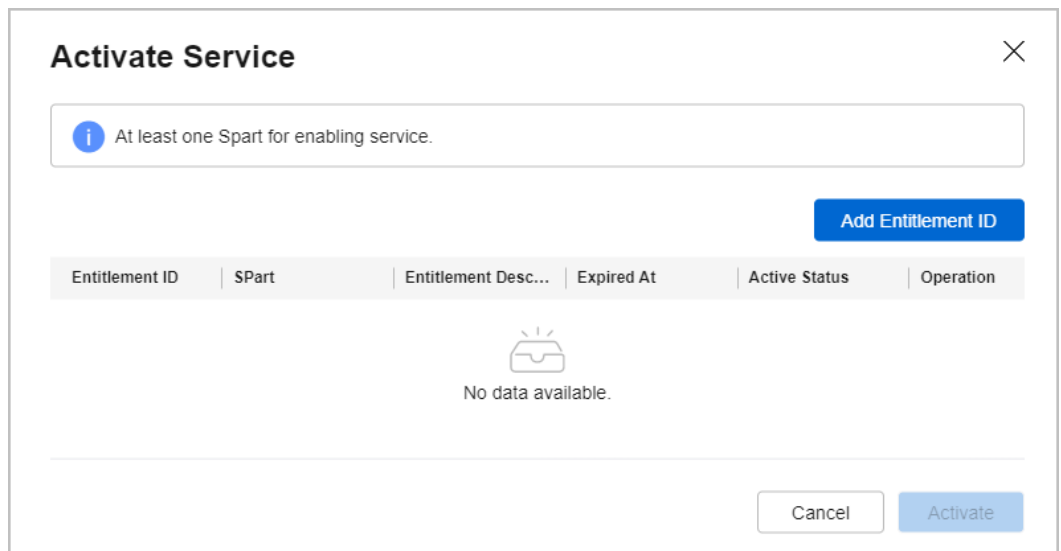 Activate Service
At least one Spart for enabling service.
Add Entitlement ID
Entitlement ID SPart Entitlement Desc... Expired At Active Status Operation
No data available.
Cancel Activate